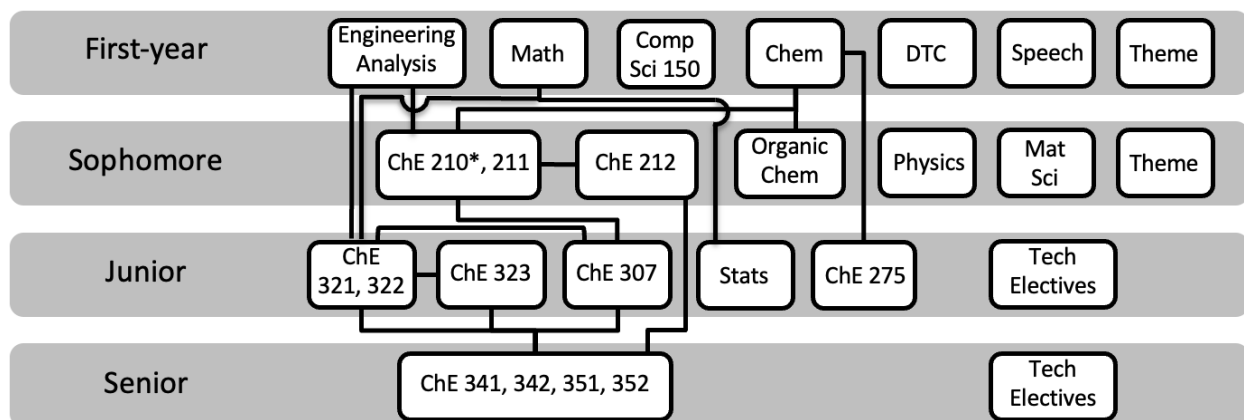 First-year
Engineering
Analysis
Math
Comp
Sci 150
Chem
DTC
Speech
Theme
Sophomore
ChE 210*, 211
ChE 212
Organic
Chem
Physics
Mat
Sci
Theme
Junior
ChE
321, 322
ChE 323
ChE 307
Stats
ChE 275
Tech
Electives
Senior
ChE 341, 342, 351, 352
Tech
Electives